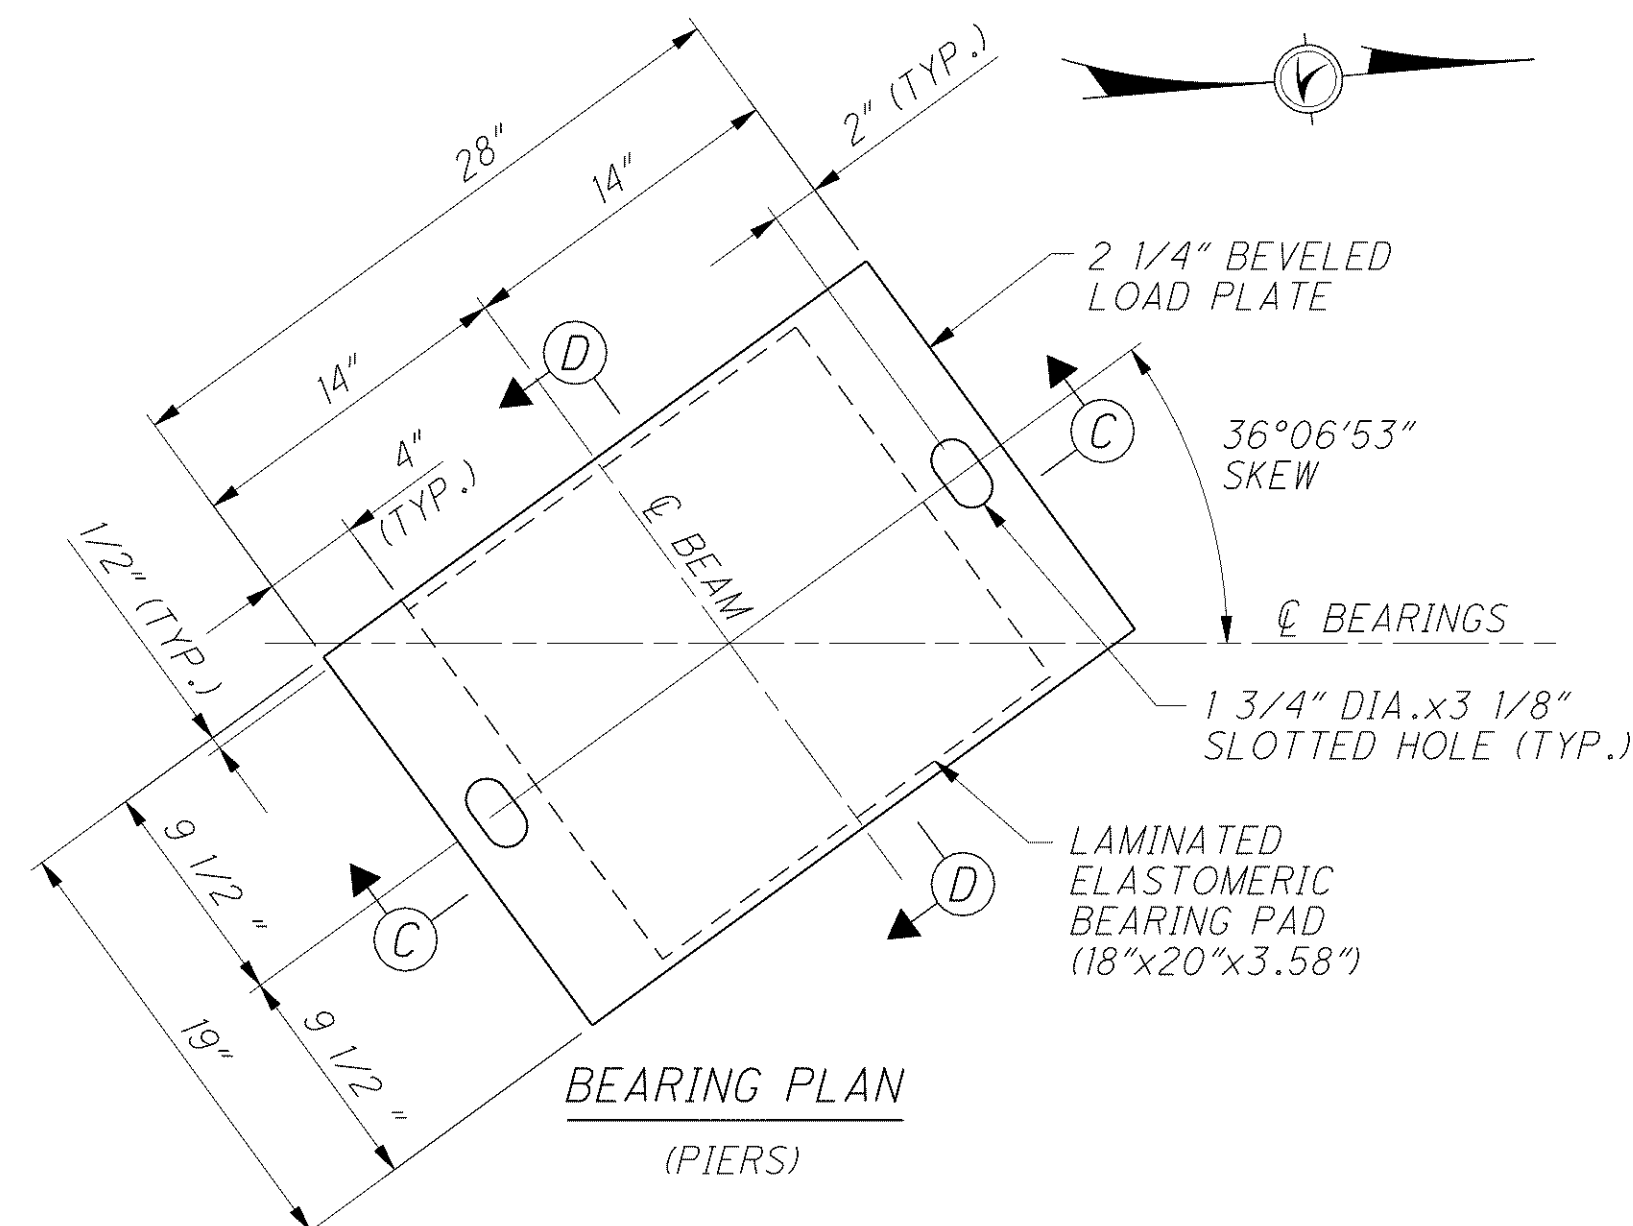 28"
14"
2" (TYP.)
14"
4"
(TYP.)
1/2" (TYP.)
D
2 1/4" BEVELED
LOAD PLATE
C
36°06'53"
SKEW
℄ BEAM
℄ BEARINGS
1 3/4" DIA.x3 1/8"
SLOTTED HOLE (TYP.)
9 1/2 "
C
D
LAMINATED
ELASTOMERIC
BEARING PAD
(18"x20"x3.58")
19"
9 1/2 "
BEARING PLAN
(PIERS)